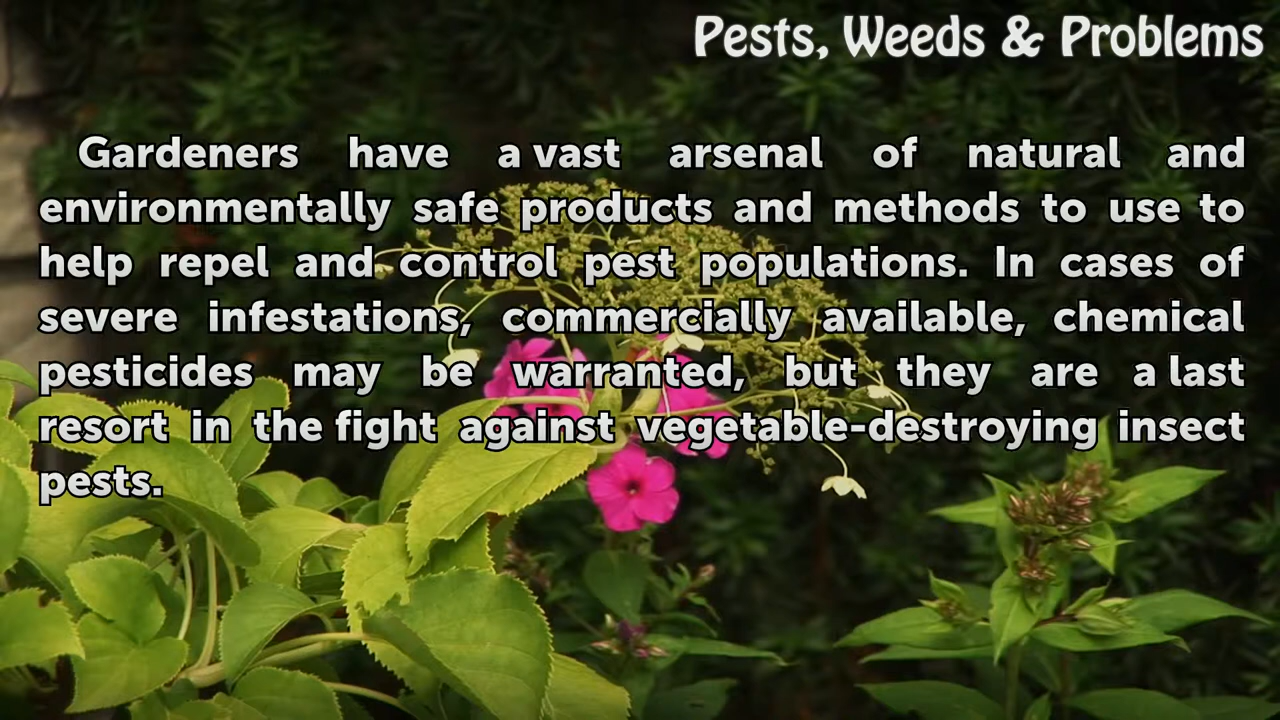 Pests, Weeds & Problems
Gardeners have a vast arsenal of natural and
environmentally safe products and methods to use to
help repel and control pest populations. In cases of
severe infestations, commercially available, chemical
pesticides may be warranted, but they are a last
resort in the fight against vegetable-destroying insect
pests.